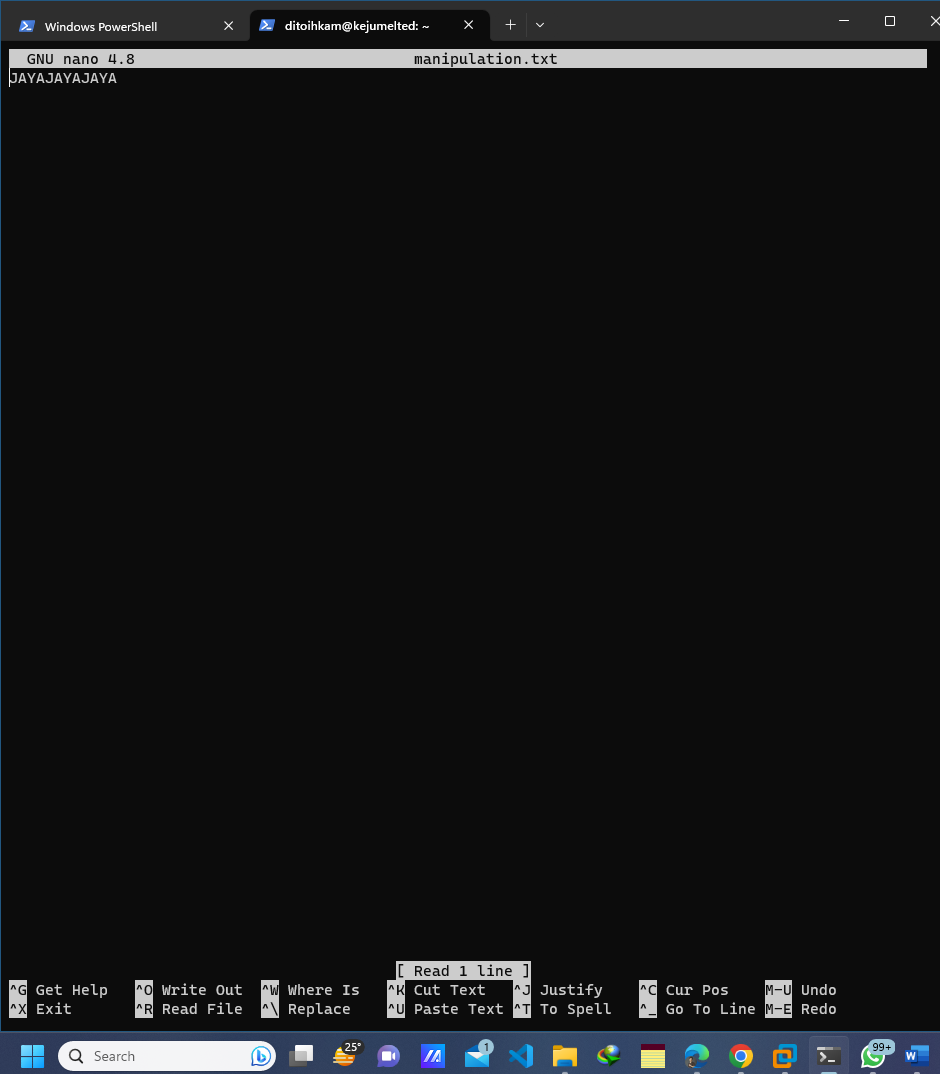 Windows PowerShell
ditoihkam@kejumelted: ~
GNU nano 4.8 manipulation.txt
JAYAJAYAJAYA
[ Read 1 line ]
^G Get Help ^O Write Out ^W Where Is ^K Cut Text ^J Justify ^C Cur Pos M-U Undo
^X Exit ^R Read File ^\ Replace ^U Paste Text ^T To Spell ^_ Go To Line M-E Redo
Search 25° 1 99+